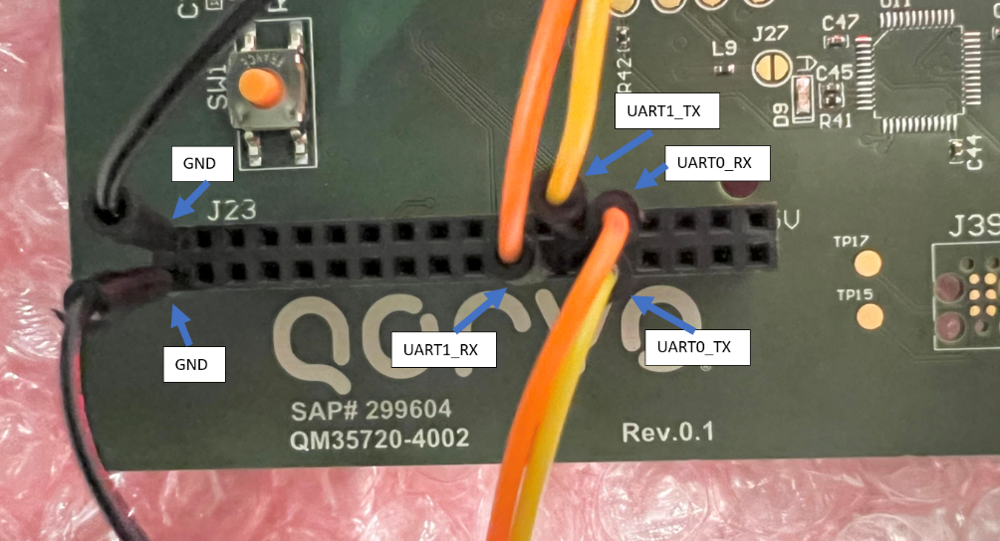 U11
C47
J27
L9
C45
R42
D9
R41
C44
SW1
UART1_TX
UART0_RX
GND
J23
5V
J39
TP17
TP15
UART1_RX
UART0_TX
GND
QORVO
SAP# 299604
QM35720-4002
Rev.0.1